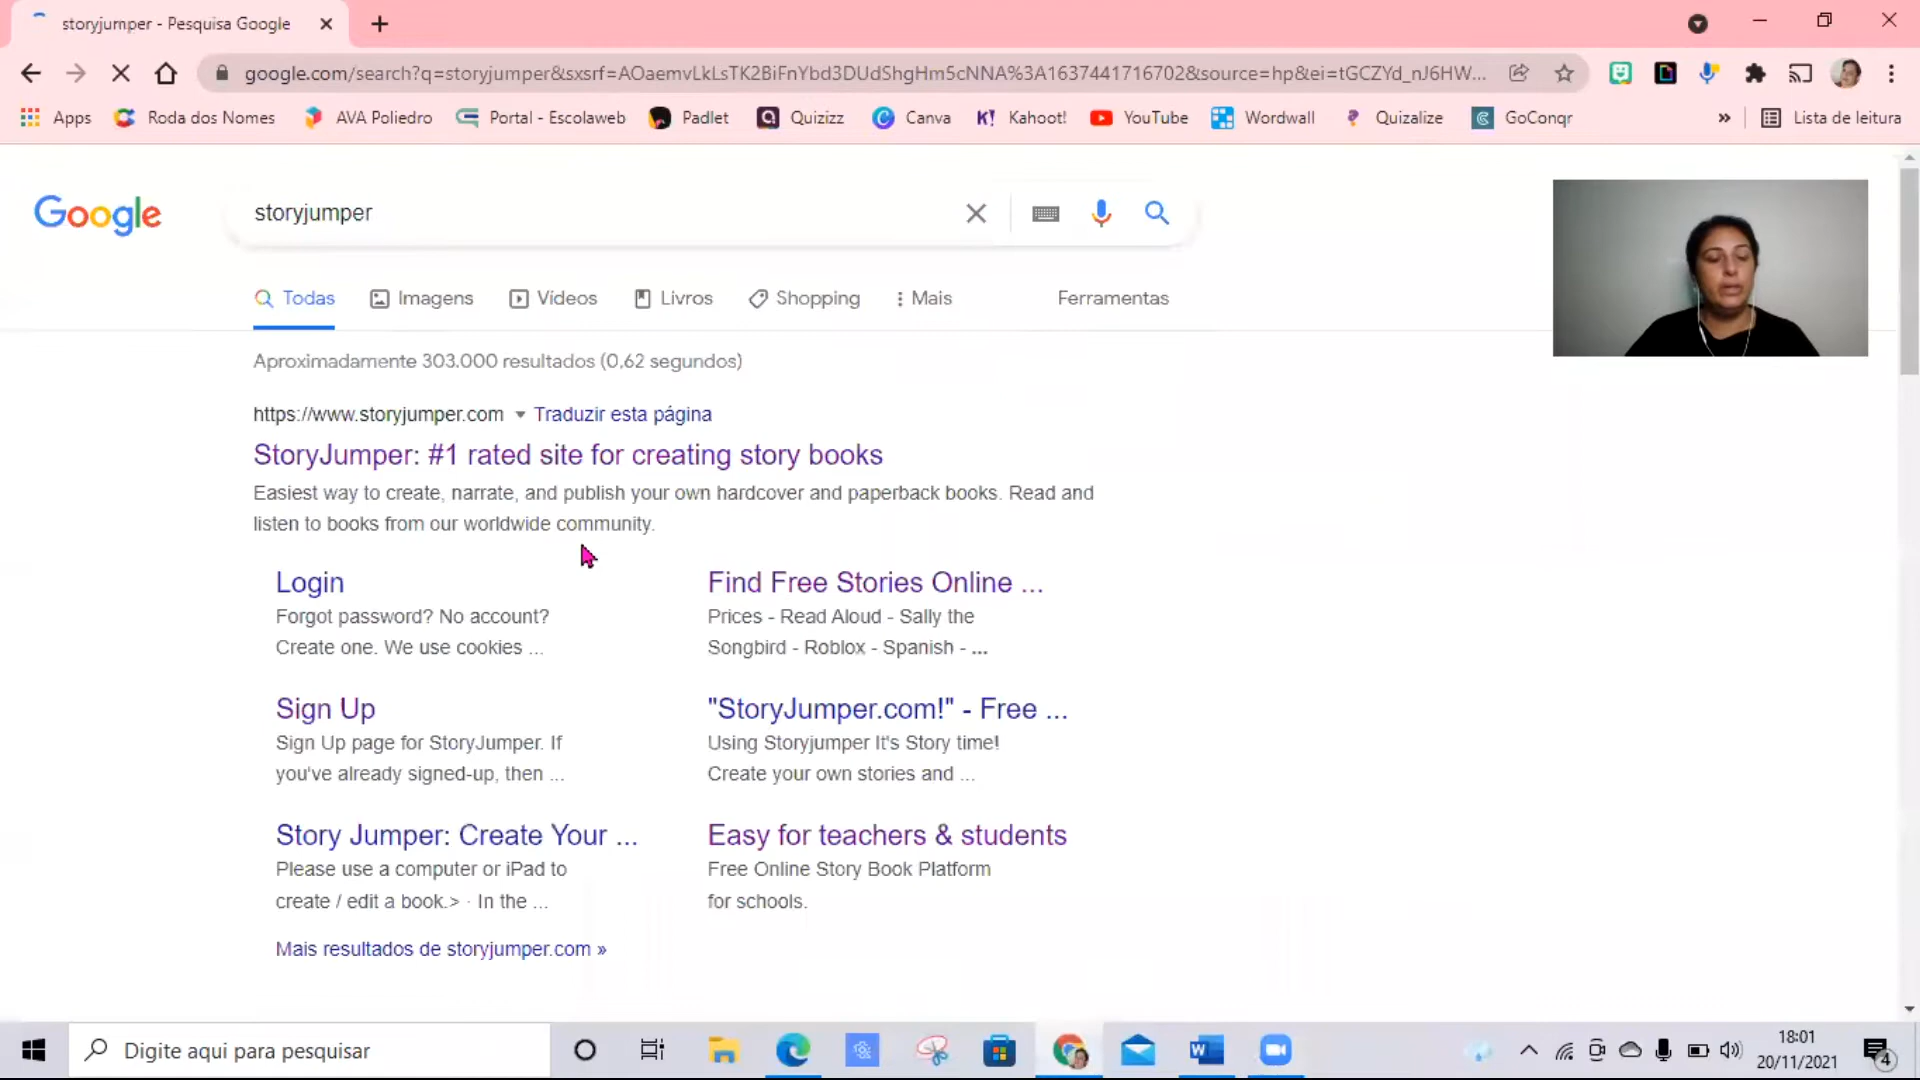 storyjumper - Pesquisa Google
google.com/search?q=storyjumper&sxsrf=AOaemvLkLsTK2BiFnYbd3DUdShgHm5cNNA%3A1637441716702&source=hp&ei=tGCZYd_nJ6HW...
Apps Roda dos Nomes AVA Poliedro Portal - Escolaweb Padlet Quizizz Canva Kahoot! YouTube Wordwall Quizalize GoConqr » Lista de leitura
Google storyjumper
Todas Imagens Vídeos Livros Shopping Mais Ferramentas
Aproximadamente 303.000 resultados (0,62 segundos)
https://www.storyjumper.com Traduzir esta página
StoryJumper: #1 rated site for creating story books
Easiest way to create, narrate, and publish your own hardcover and paperback books. Read and
listen to books from our worldwide community.
Login
Forgot password? No account?
Create one. We use cookies ...
Find Free Stories Online ...
Prices - Read Aloud - Sally the
Songbird - Roblox - Spanish - ...
Sign Up
Sign Up page for StoryJumper. If
you've already signed-up, then ...
"StoryJumper.com!" - Free ...
Using Storyjumper It's Story time!
Create your own stories and ...
Story Jumper: Create Your ...
Please use a computer or iPad to
create / edit a book.> · In the ...
Easy for teachers & students
Free Online Story Book Platform
for schools.
Mais resultados de storyjumper.com »
Digite aqui para pesquisar
18:01
20/11/2021
4